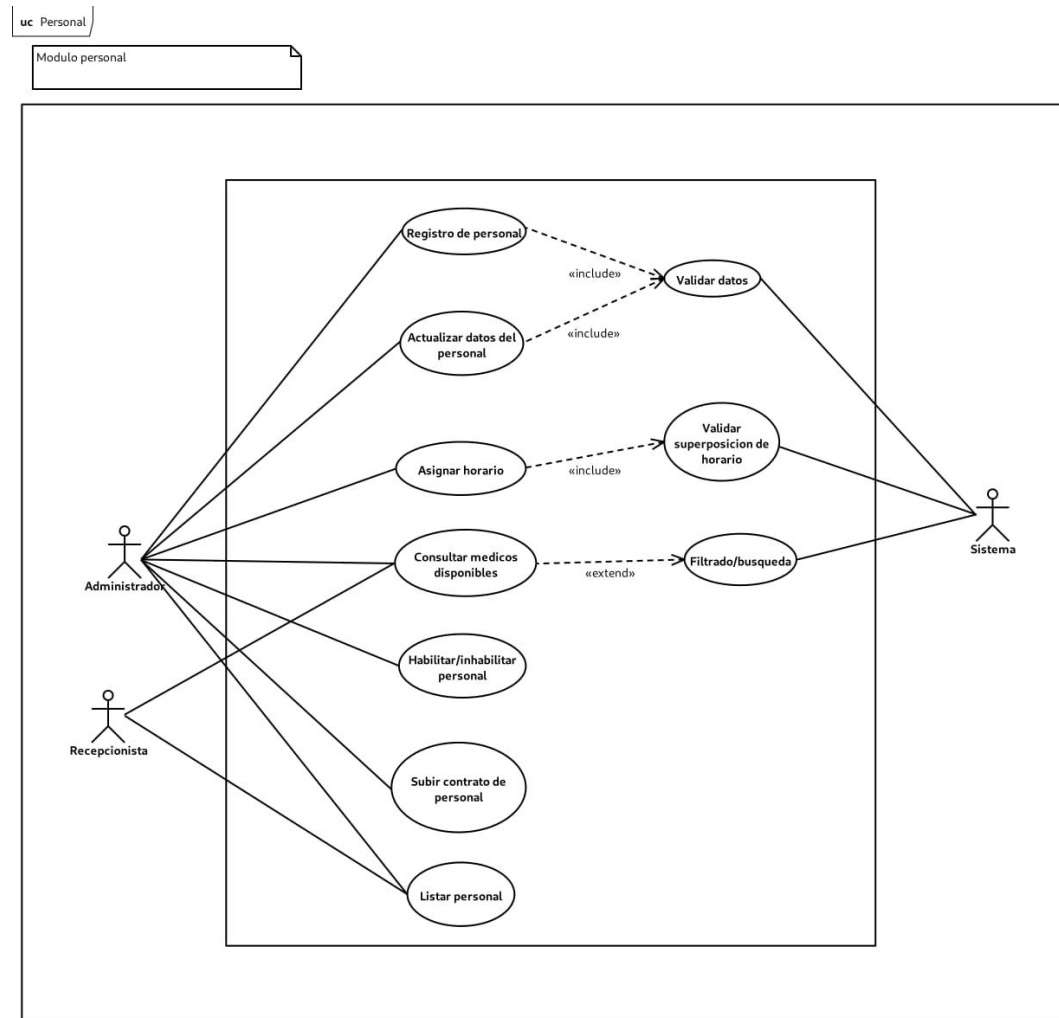 uc Personal
Modulo personal
Registro de personal
«include»
Validar datos
Actualizar datos del
personal
«include»
Validar
superposicion de
horario
Asignar horario
«include»
Administrador
Consultar medicos
disponibles
«extend»
Filtrado/busqueda
Sistema
Habilitar/inhabilitar
personal
Recepcionista
Subir contrato de
personal
Listar personal